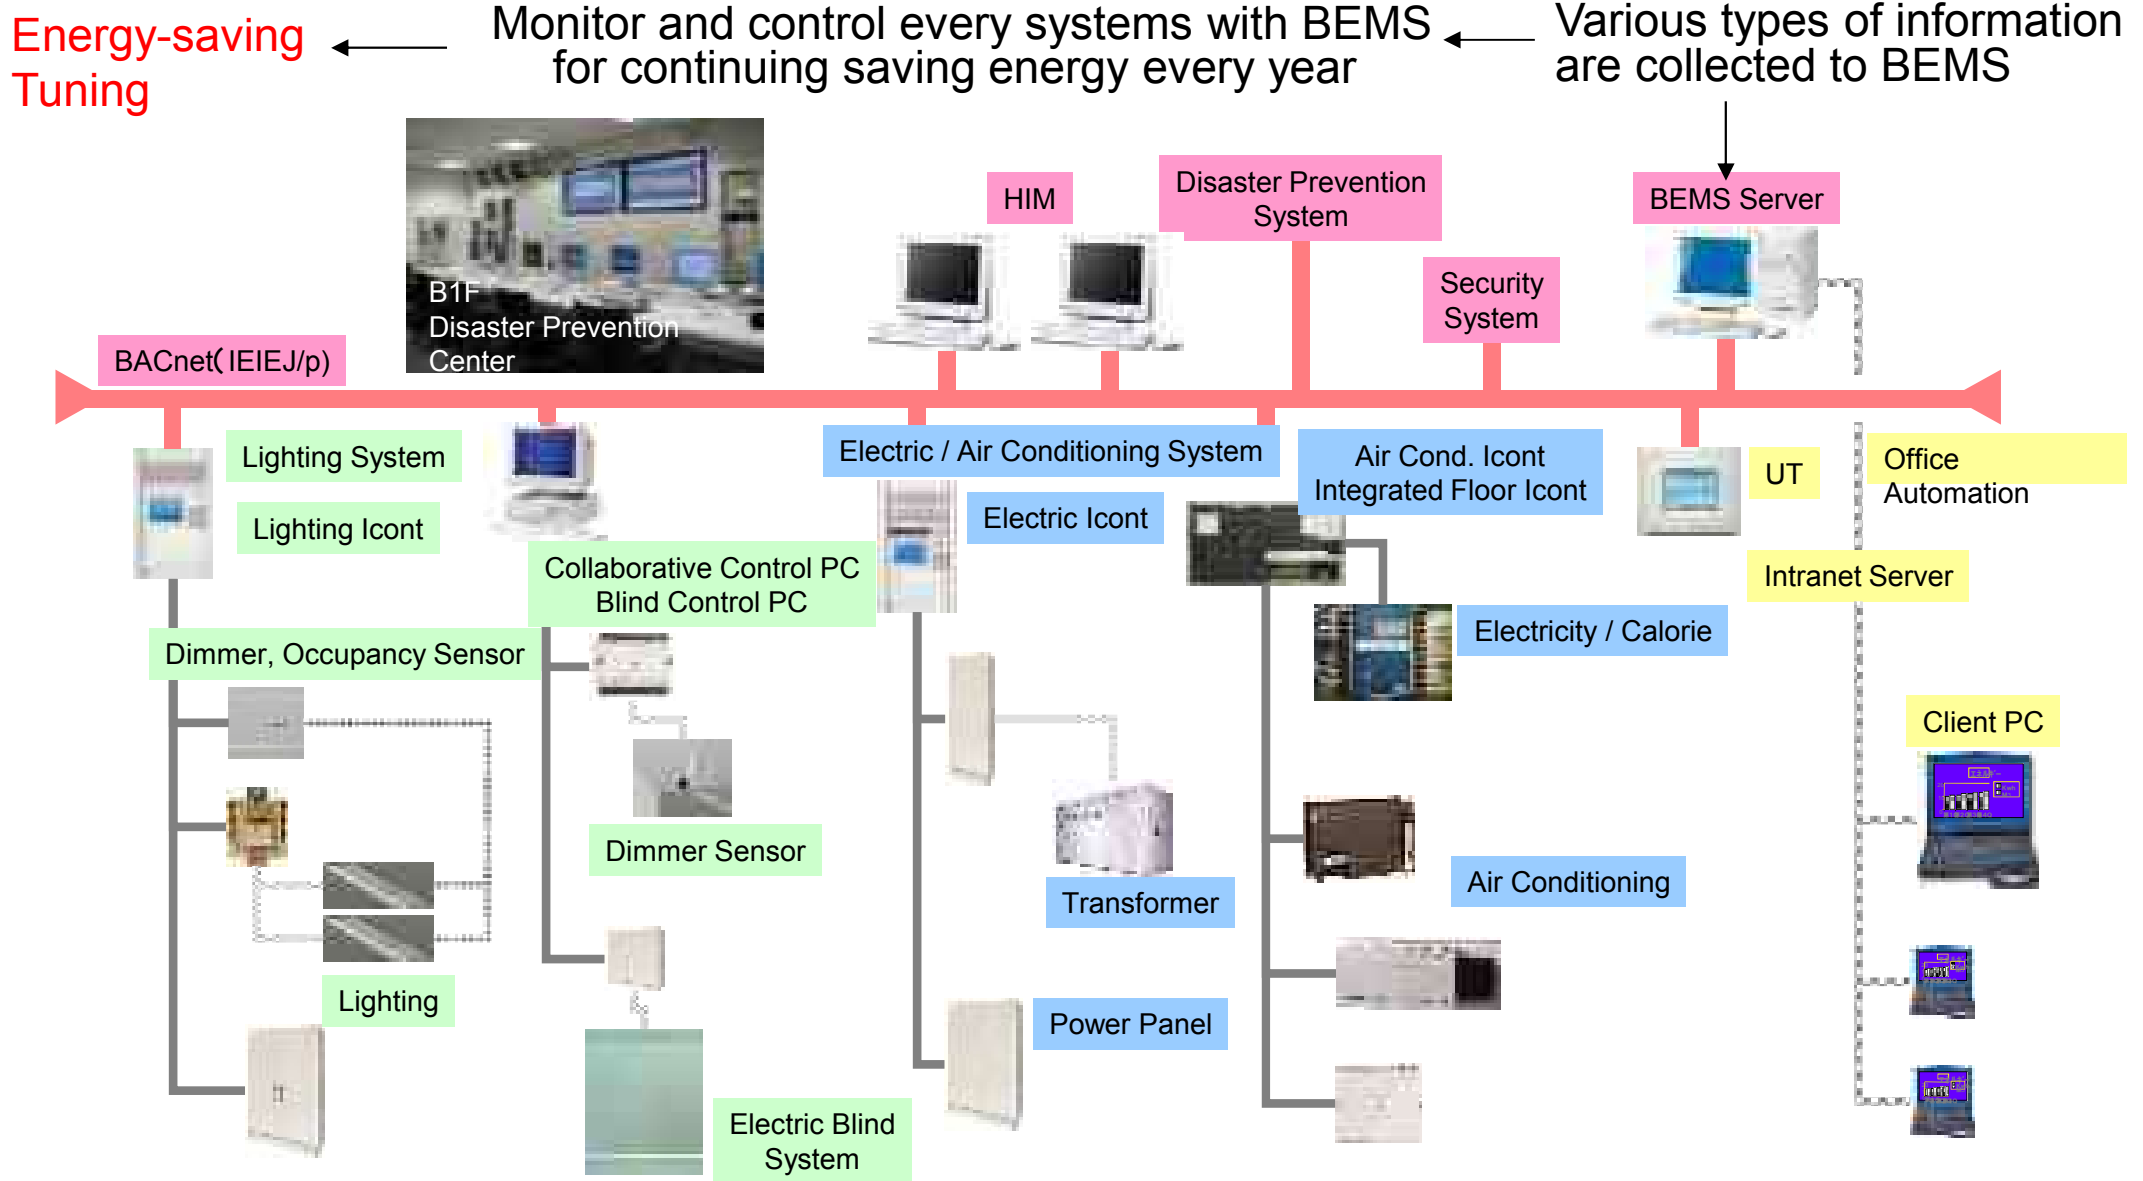 Energy-saving
Tuning
Monitor and control every systems with BEMS
for continuing saving energy every year
Various types of information
are collected to BEMS
B1F
Disaster Prevention
Center
HIM
Disaster Prevention
System
Security
System
BEMS Server
BACnet(IEIEJ/p)
Lighting System
Lighting Icont
Collaborative Control PC
Blind Control PC
Electric / Air Conditioning System
Electric Icont
Air Cond. Icont
Integrated Floor Icont
UT
Office
Automation
Intranet Server
Dimmer, Occupancy Sensor
Electricity / Calorie
Client PC
Dimmer Sensor
Transformer
Air Conditioning
Lighting
Power Panel
Electric Blind
System